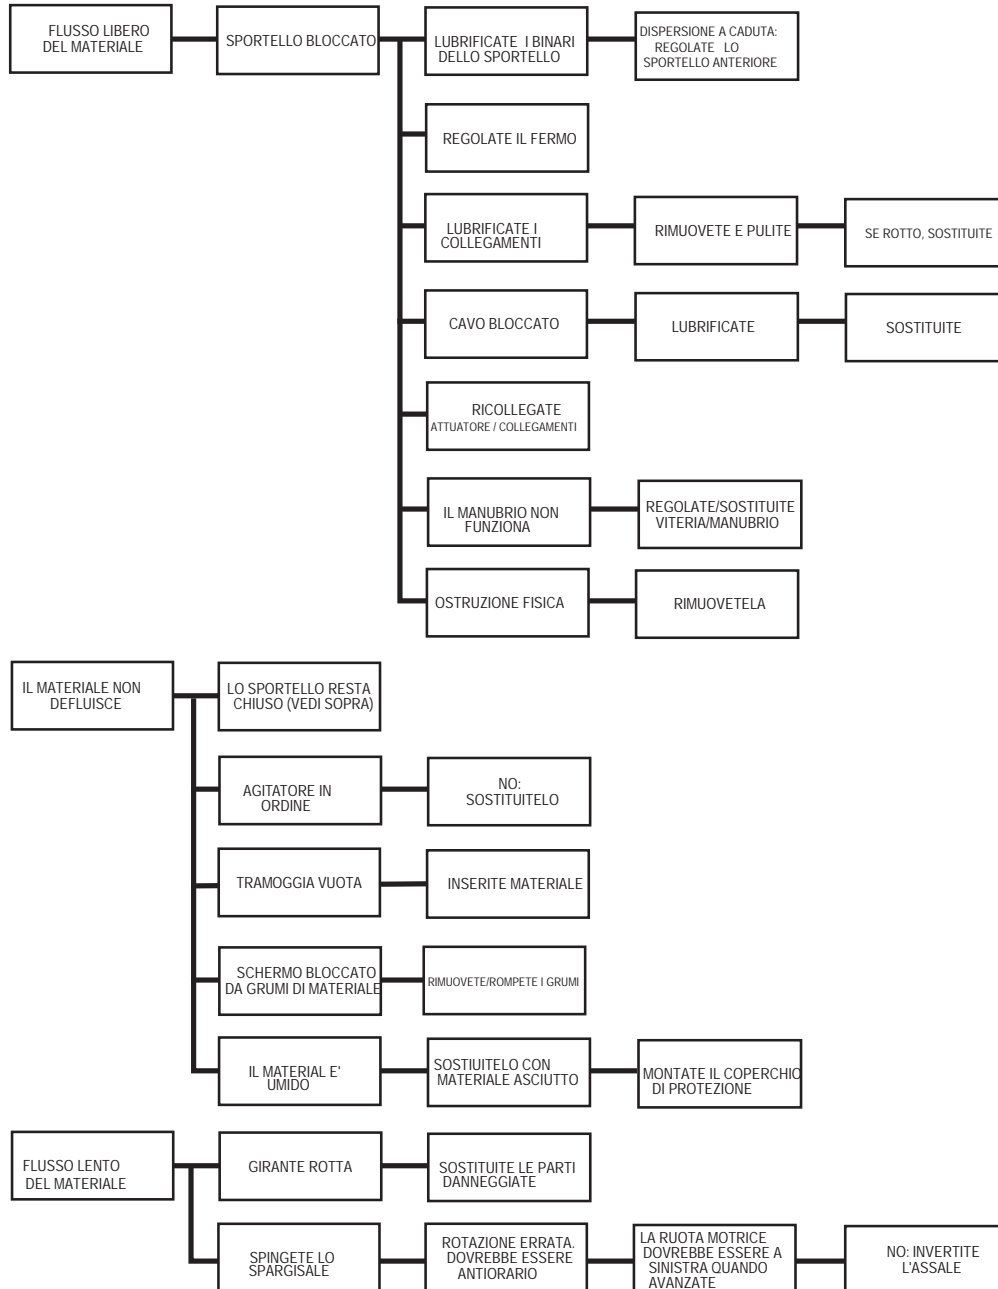 FLUSSO LIBERO
DEL MATERIALE
SPORTELLO BLOCCATO
LUBRIFICATE I BINARI
DELLO SPORTELLO
DISPERSIONE A CADUTA:
REGOLATE LO
SPORTELLO ANTERIORE
REGOLATE IL FERMO
LUBRIFICATE I
COLLEGAMENTI
RIMUOVETE E PULITE
SE ROTTO, SOSTITUITE
CAVO BLOCCATO
LUBRIFICATE
SOSTITUITE
RICOLLEGATE
ATTUATORE / COLLEGAMENTI
IL MANUBRIO NON
FUNZIONA
REGOLATE/SOSTITUITE
VITERIA/MANUBRIO
OSTRUZIONE FISICA
RIMUOVETELA
IL MATERIALE NON
DEFLUISCE
LO SPORTELLO RESTA
CHIUSO (VEDI SOPRA)
AGITATORE IN
ORDINE
NO:
SOSTITUITELO
TRAMOGGIA VUOTA
INSERITE MATERIALE
SCHERMO BLOCCATO
DA GRUMI DI MATERIALE
RIMUOVETE/ROMPETE I GRUMI
IL MATERIAL E'
UMIDO
SOSTIUITELO CON
MATERIALE ASCIUTTO
MONTATE IL COPERCHIO
DI PROTEZIONE
FLUSSO LENTO
DEL MATERIALE
GIRANTE ROTTA
SOSTITUITE LE PARTI
DANNEGGIATE
SPINGETE LO
SPARGISALE
ROTAZIONE ERRATA.
DOVREBBE ESSERE
ANTIORARIO
LA RUOTA MOTRICE
DOVREBBE ESSERE A
SINISTRA QUANDO
AVANZATE
NO: INVERTITE
L'ASSALE